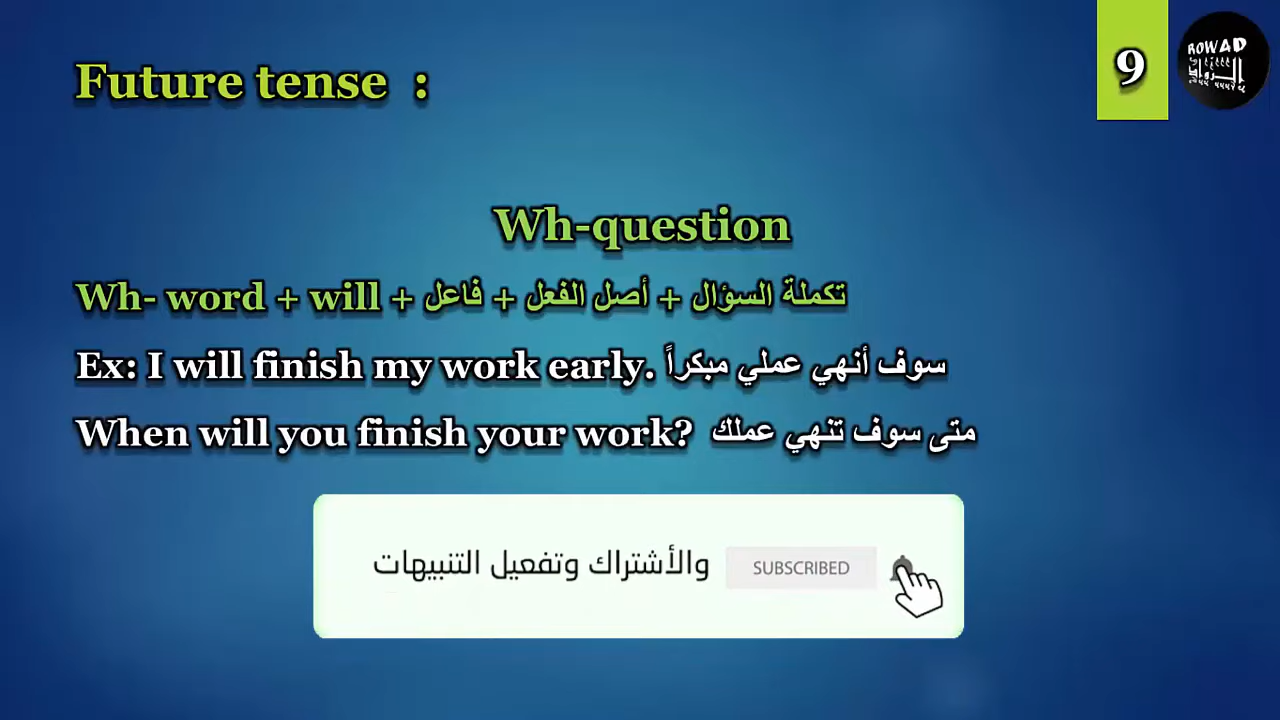 Future tense :
9
ROWAD
الرواد
Wh-question
Wh- word + will + فاعل + أصل الفعل + تكملة السؤال
Ex: I will finish my work early. سوف أنهي عملي مبكراً
When will you finish your work? متى سوف تنهي عملك
والأشتراك وتفعيل التنبيهات SUBSCRIBED